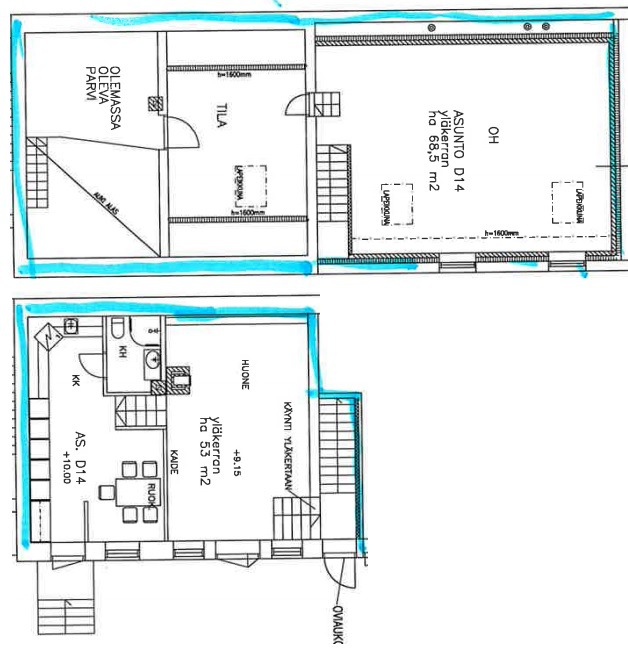 OLEMASSA
OLEVA
PARVI
AUKI ALAS
h=1600mm
TILA
LAPEIKKUNA
h=1600mm
OH
ASUNTO D14
yläkerran
ha 68,5 m2
LAPEIKKUNA
LAPEIKKUNA
h=1600mm
KH
KK
AS. D14
+10.00
RUOK.
KAIDE
HUONE
yläkerran
ha 53 m2
+9.15
KÄYNTI YLÄKERTAAN
OVIAUKO